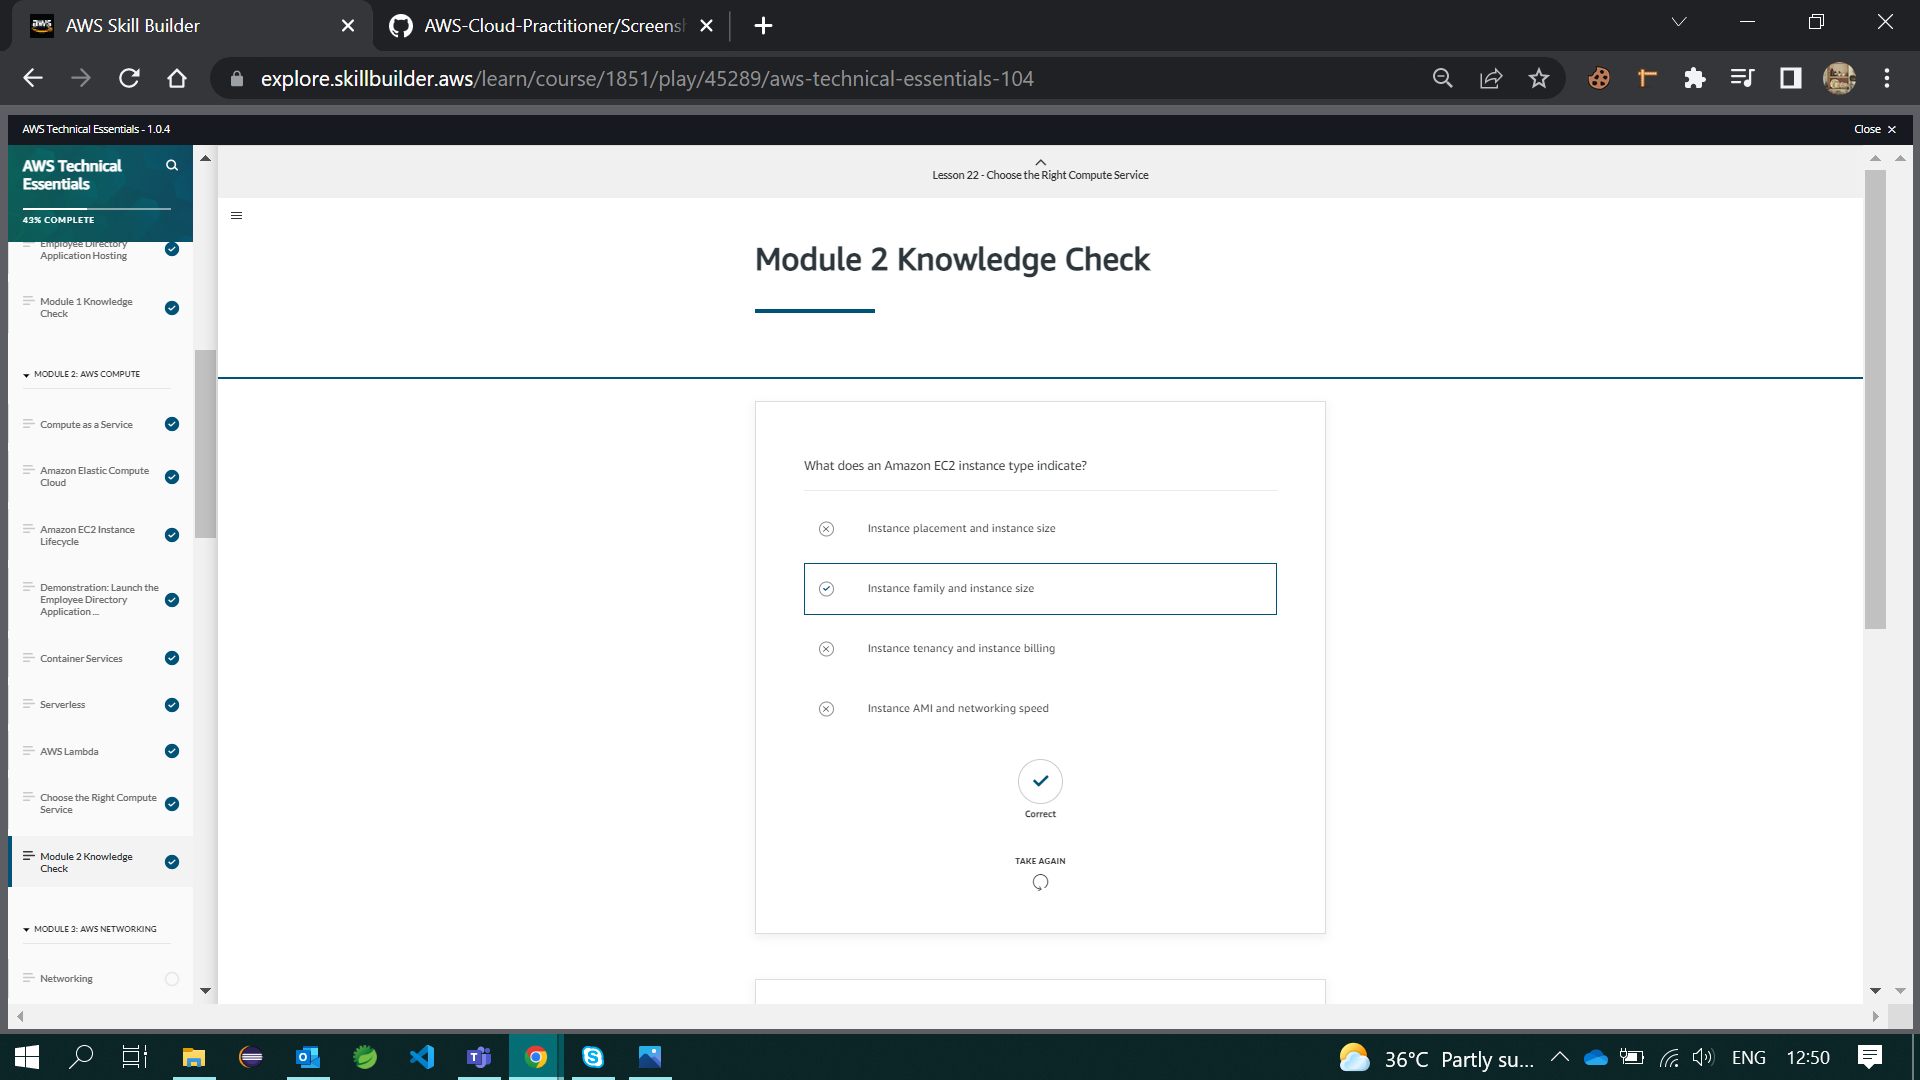 AWS Skill Builder
AWS-Cloud-Practitioner/Screensh
explore.skillbuilder.aws/learn/course/1851/play/45289/aws-technical-essentials-104
AWS Technical Essentials - 1.0.4
Close
AWS Technical
Essentials
43% COMPLETE
Employee Directory
Application Hosting
Module 1 Knowledge
Check
MODULE 2: AWS COMPUTE
Compute as a Service
Amazon Elastic Compute
Cloud
Amazon EC2 Instance
Lifecycle
Demonstration: Launch the
Employee Directory
Application ...
Container Services
Serverless
AWS Lambda
Choose the Right Compute
Service
Module 2 Knowledge
Check
MODULE 3: AWS NETWORKING
Networking
Lesson 22 - Choose the Right Compute Service
Module 2 Knowledge Check
What does an Amazon EC2 instance type indicate?
Instance placement and instance size
Instance family and instance size
Instance tenancy and instance billing
Instance AMI and networking speed
Correct
TAKE AGAIN
36°C Partly su...
ENG
12:50